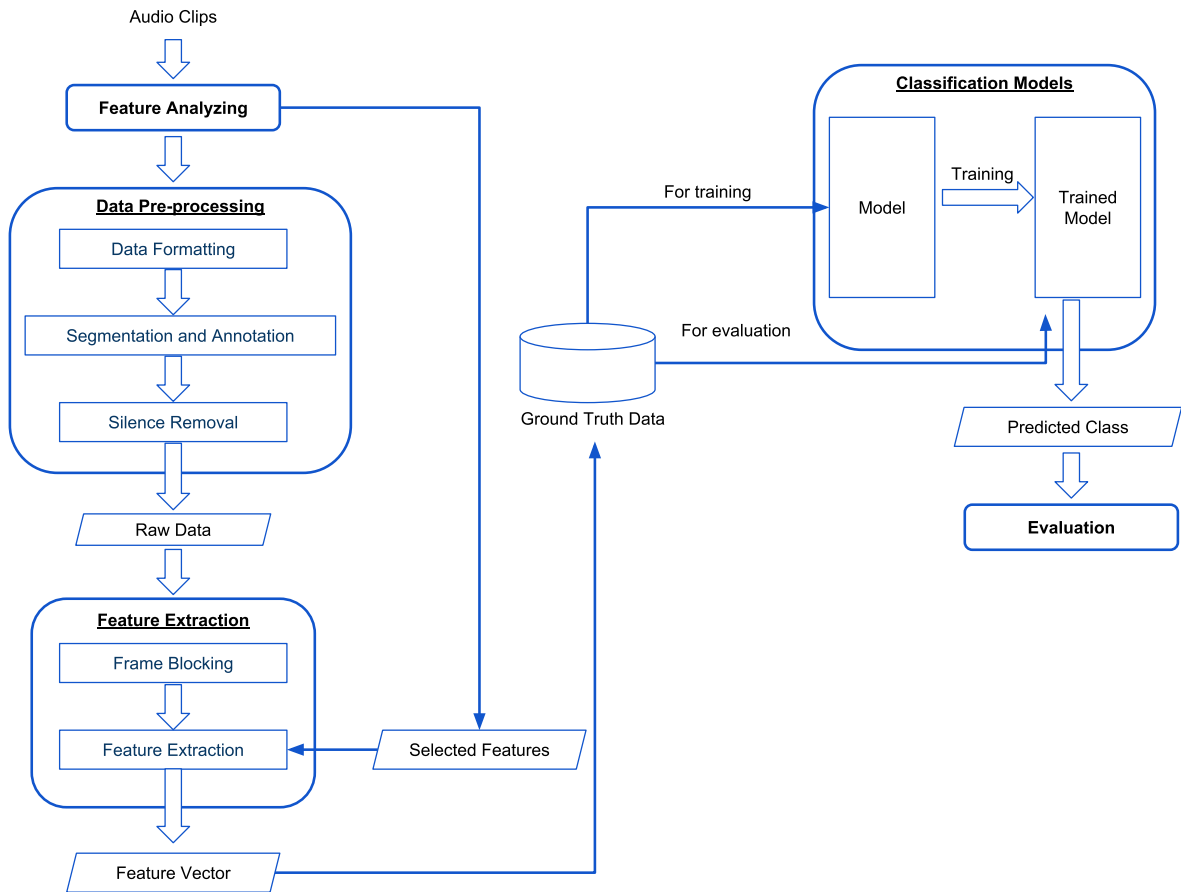 Audio Clips
Feature Analyzing
Data Pre-processing
Data Formatting
Segmentation and Annotation
Silence Removal
Raw Data
Feature Extraction
Frame Blocking
Feature Extraction
Selected Features
Feature Vector
Ground Truth Data
For training
For evaluation
Classification Models
Model
Training
Trained
Model
Predicted Class
Evaluation